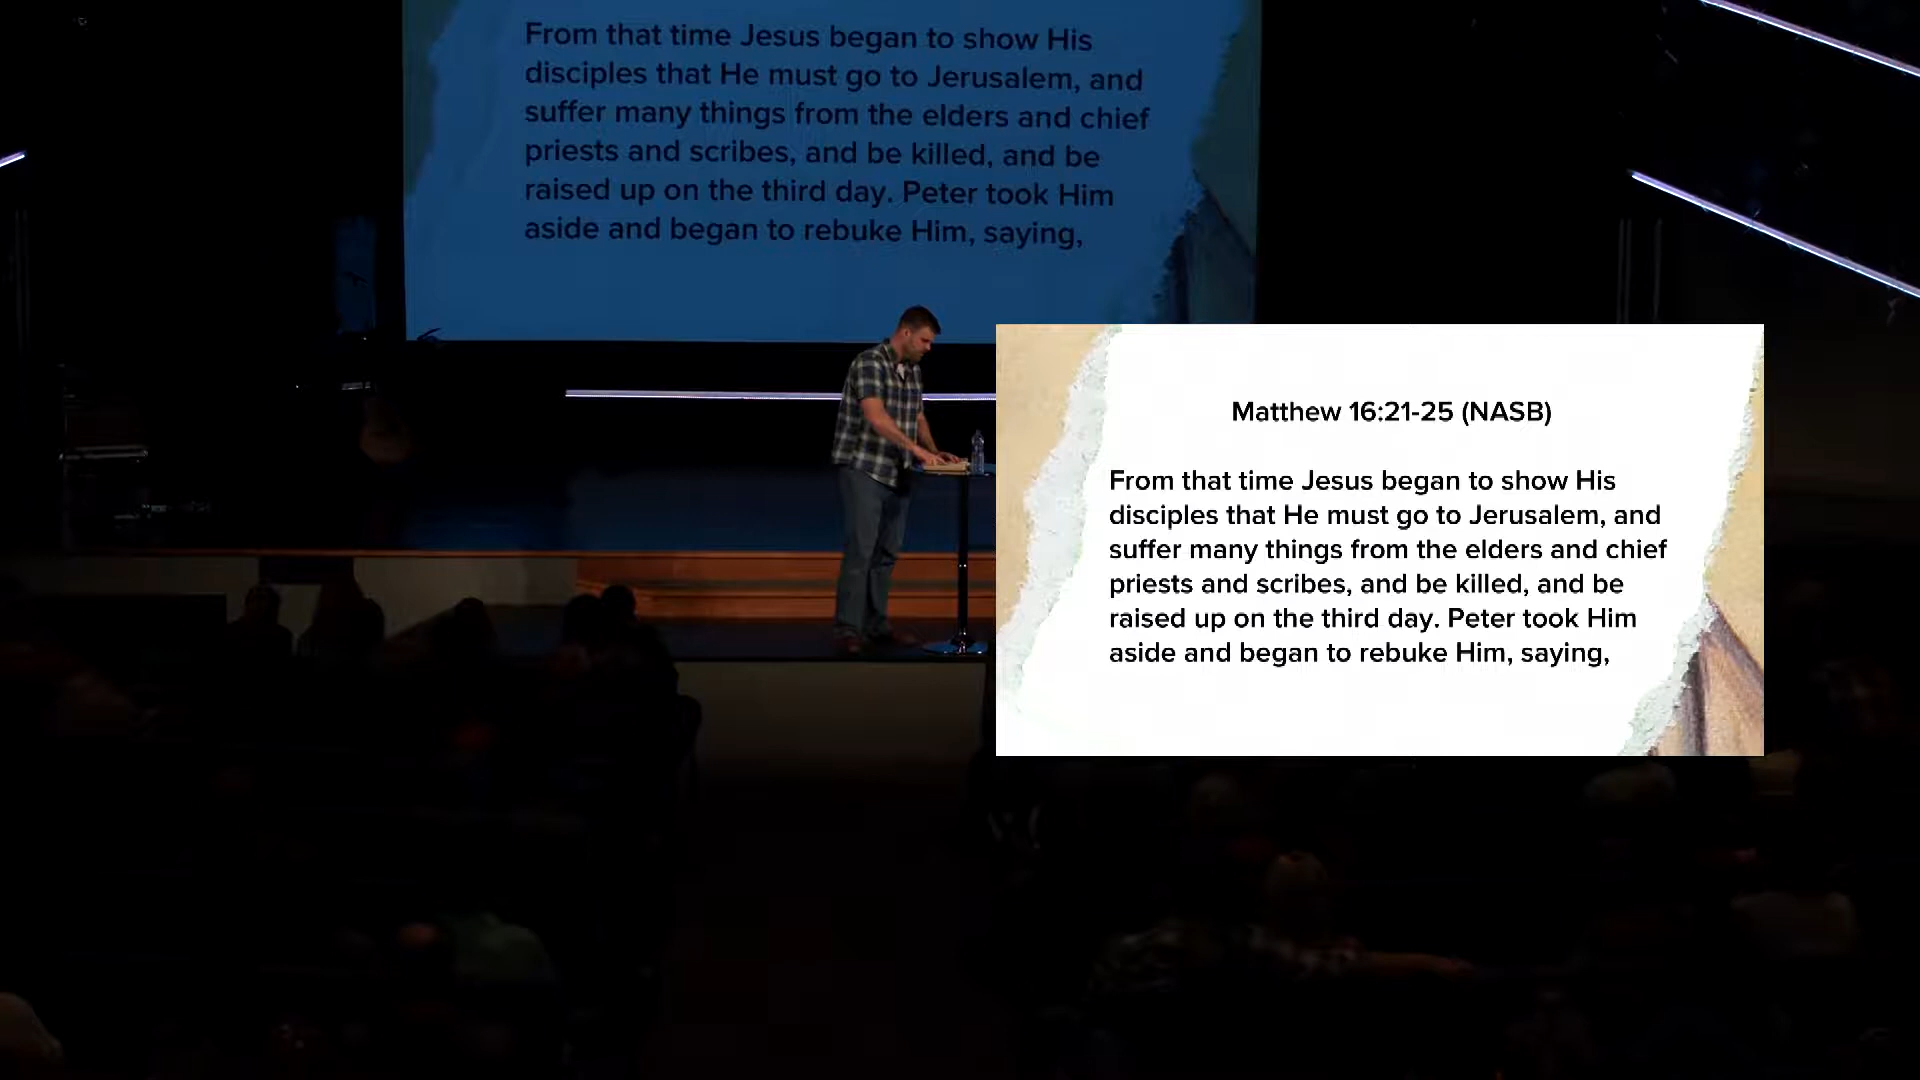 From that time Jesus began to show His
disciples that He must go to Jerusalem, and
suffer many things from the elders and chief
priests and scribes, and be killed, and be
raised up on the third day. Peter took Him
aside and began to rebuke Him, saying,
Matthew 16:21-25 (NASB)
From that time Jesus began to show His
disciples that He must go to Jerusalem, and
suffer many things from the elders and chief
priests and scribes, and be killed, and be
raised up on the third day. Peter took Him
aside and began to rebuke Him, saying,